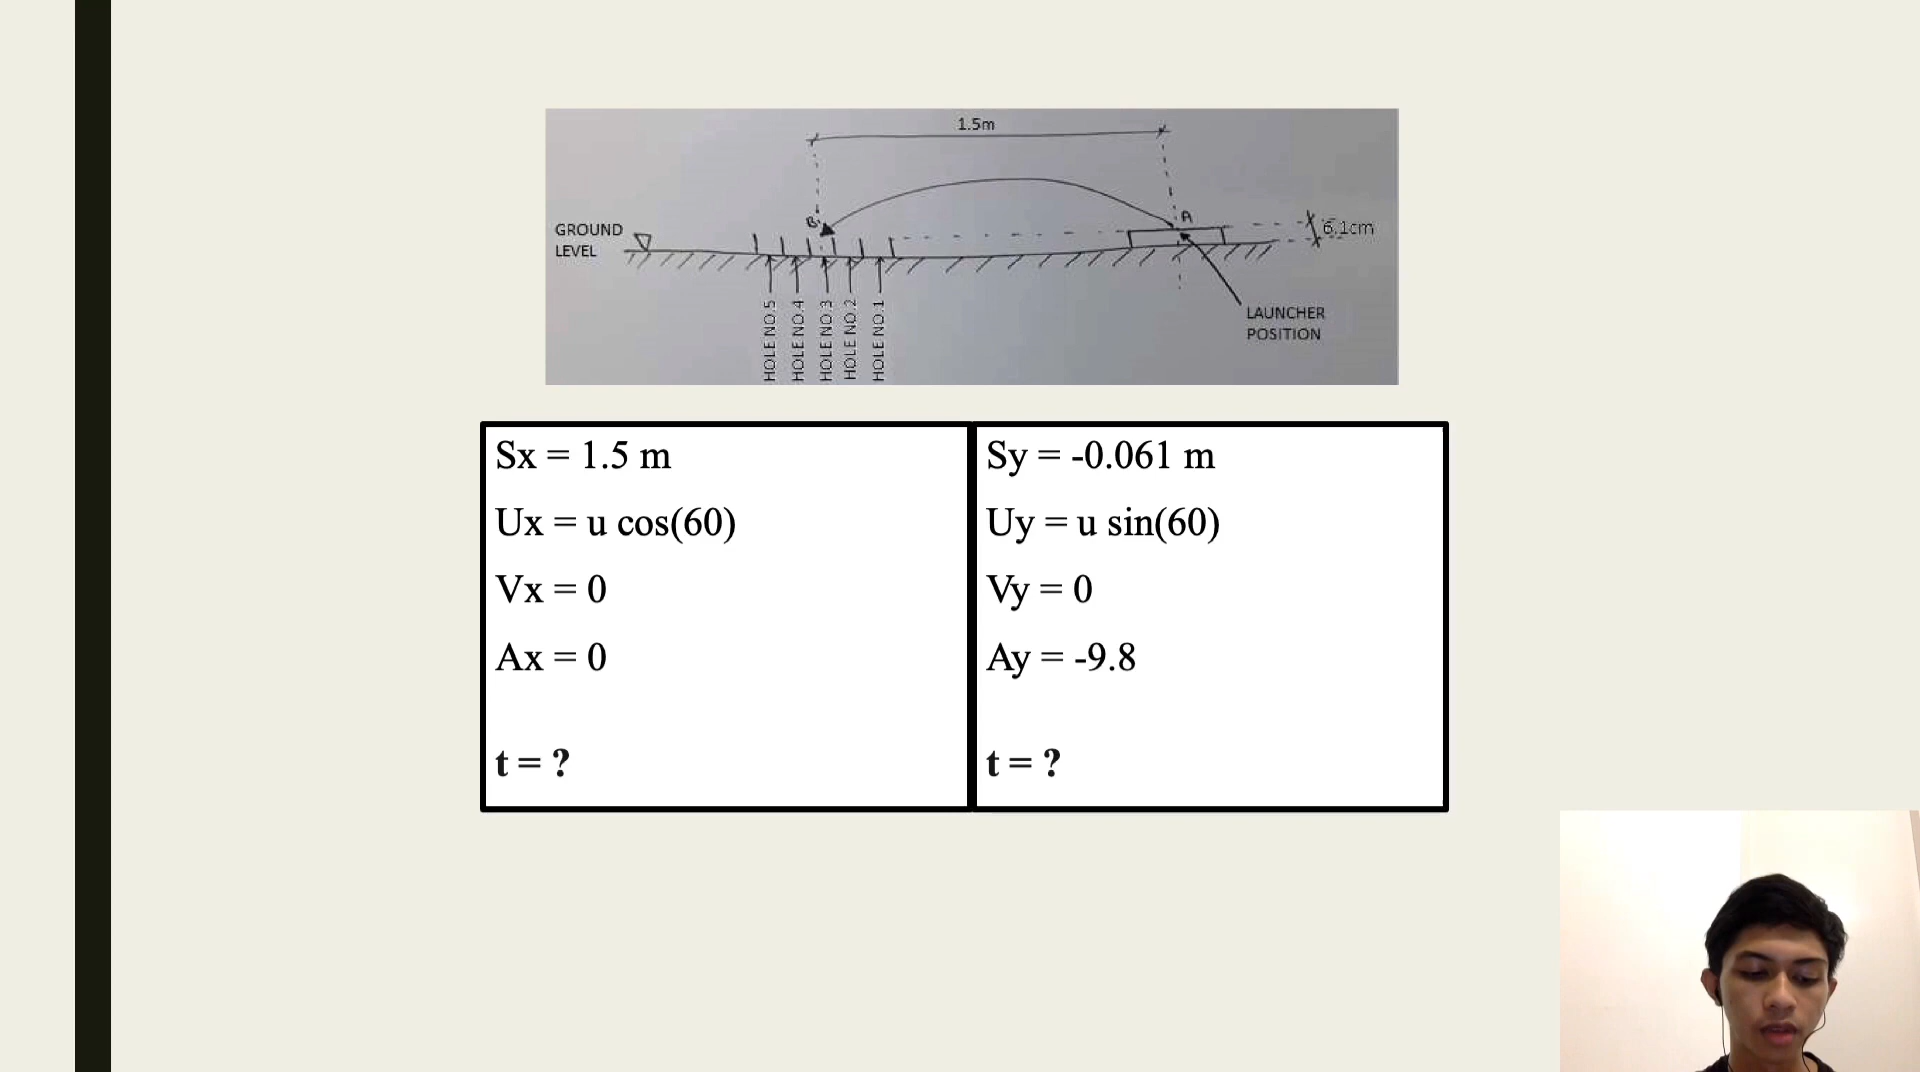 1.5m
B
A
6.1cm
GROUND
LEVEL
HOLE NO.5
HOLE NO.4
HOLE NO.3
HOLE NO.2
HOLE NO.1
LAUNCHER
POSITION
Sx = 1.5 m
Ux = u cos(60)
Vx = 0
Ax = 0
t = ?
Sy = -0.061 m
Uy = u sin(60)
Vy = 0
Ay = -9.8
t = ?